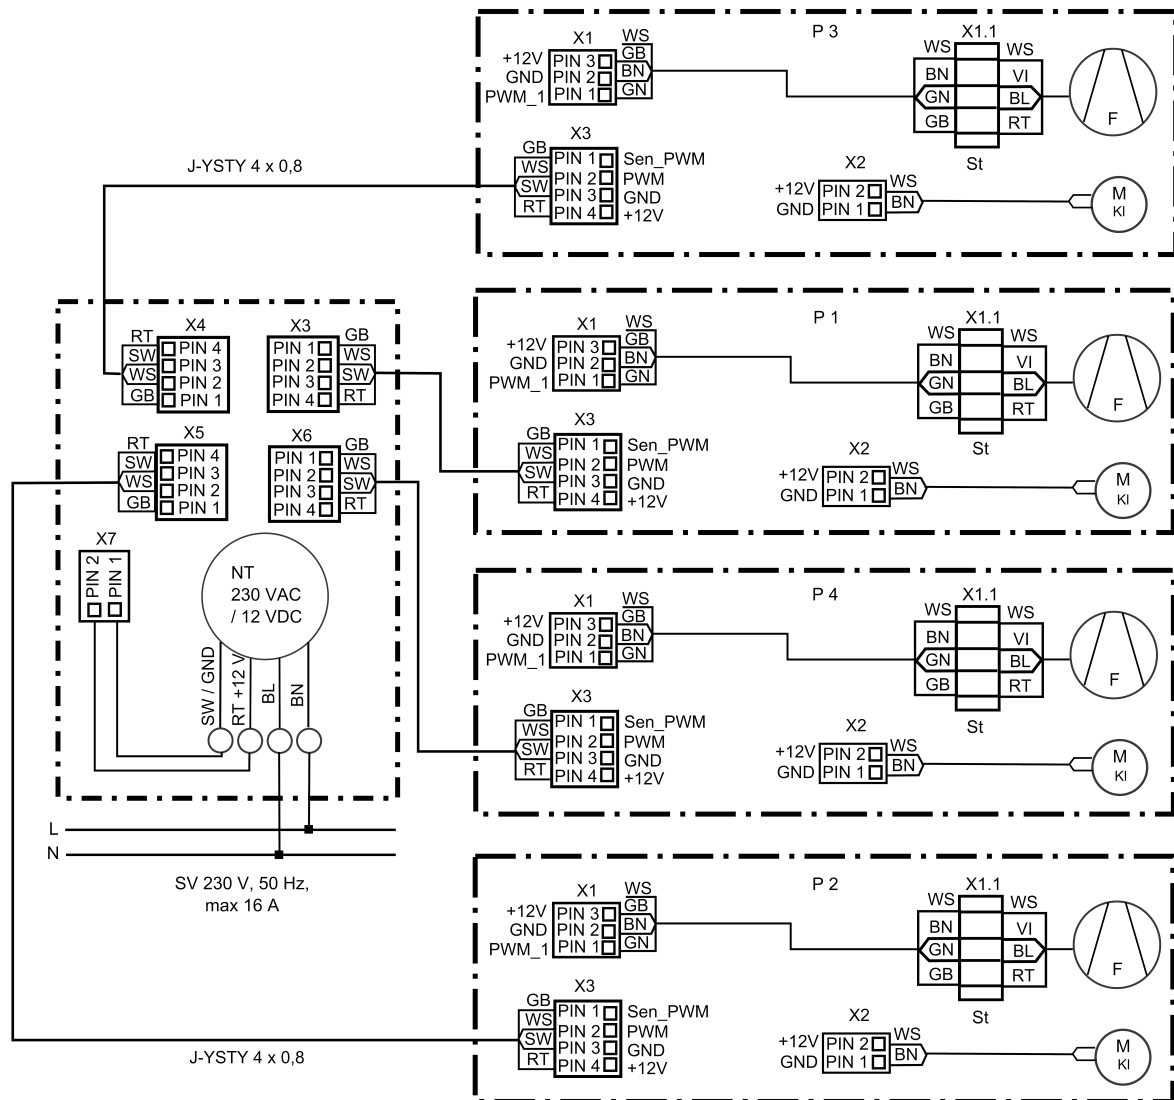 P 3
X1
WS
+12V PIN 3 GB
GND PIN 2 BN
PWM_1 PIN 1 GN
X1.1
WS WS
BN VI
GN BL
GB RT
St
F
X3
GB PIN 1 Sen_PWM
WS PIN 2 PWM
SW PIN 3 GND
RT PIN 4 +12V
X2
+12V PIN 2 WS
GND PIN 1 BN
M
KI
J-YSTY 4 x 0,8
P 1
X1
WS
+12V PIN 3 GB
GND PIN 2 BN
PWM_1 PIN 1 GN
X1.1
WS WS
BN VI
GN BL
GB RT
St
F
X3
GB PIN 1 Sen_PWM
WS PIN 2 PWM
SW PIN 3 GND
RT PIN 4 +12V
X2
+12V PIN 2 WS
GND PIN 1 BN
M
KI
X4
RT PIN 4
SW PIN 3
WS PIN 2
GB PIN 1
X3
PIN 1 GB
PIN 2 WS
PIN 3 SW
PIN 4 RT
X5
RT PIN 4
SW PIN 3
WS PIN 2
GB PIN 1
X6
PIN 1 GB
PIN 2 WS
PIN 3 SW
PIN 4 RT
X7
PIN 2
PIN 1
NT
230 VAC
/ 12 VDC
SW / GND
RT +12 V
BL
BN
L
N
SV 230 V, 50 Hz,
max 16 A
P 4
X1
WS
+12V PIN 3 GB
GND PIN 2 BN
PWM_1 PIN 1 GN
X1.1
WS WS
BN VI
GN BL
GB RT
St
F
X3
GB PIN 1 Sen_PWM
WS PIN 2 PWM
SW PIN 3 GND
RT PIN 4 +12V
X2
+12V PIN 2 WS
GND PIN 1 BN
M
KI
P 2
X1
WS
+12V PIN 3 GB
GND PIN 2 BN
PWM_1 PIN 1 GN
X1.1
WS WS
BN VI
GN BL
GB RT
St
F
X3
GB PIN 1 Sen_PWM
WS PIN 2 PWM
SW PIN 3 GND
RT PIN 4 +12V
X2
+12V PIN 2 WS
GND PIN 1 BN
M
KI
J-YSTY 4 x 0,8